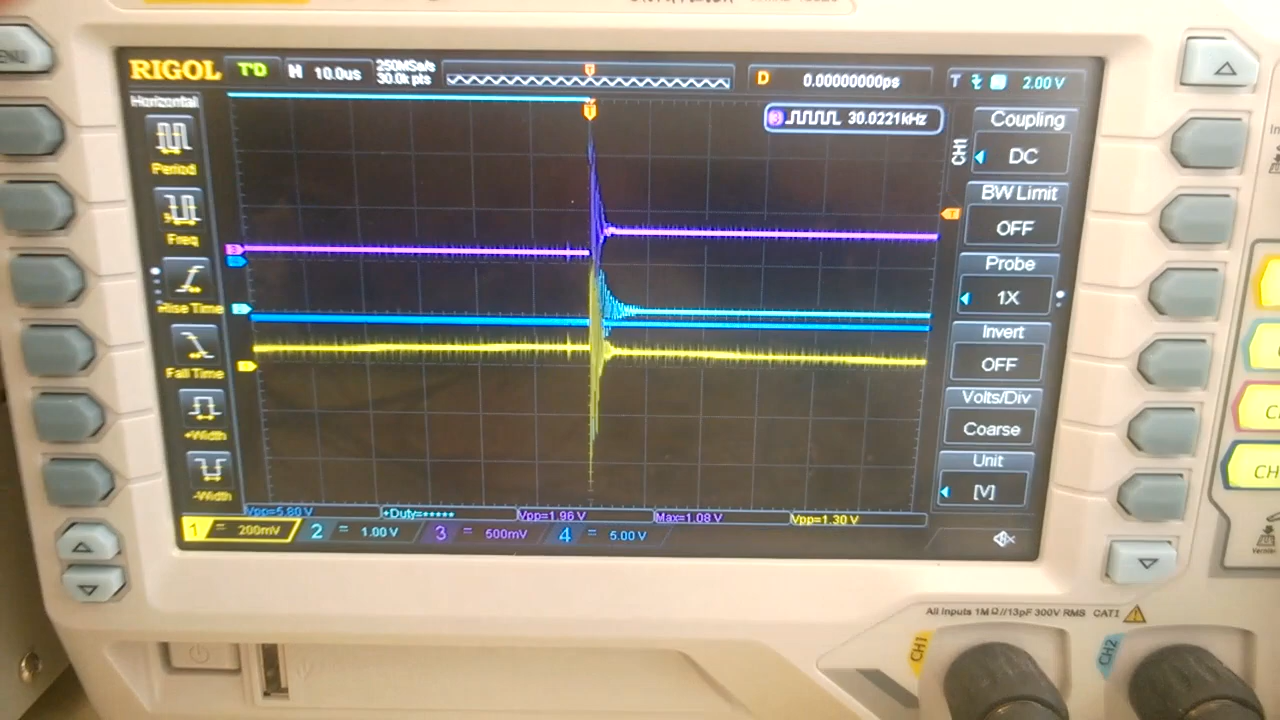 MENU
RIGOL T'D H 10.0us 250MSa/s 30.0k pts D 0.00000000ps T 2.00 V
Horizontal
Period
Freq
Rise Time
Fall Time
+Width
-Width
3 30.0221kHz
CH1
Coupling
DC
BW Limit
OFF
Probe
1X
Invert
OFF
Volts/Div
Coarse
Unit
[V]
Vpp=5.80 V +Duty=***** Vpp=1.96 V Max=1.08 V Vpp=1.30 V
1 = 200mV 2 = 1.00 V 3 = 500mV 4 = 5.00 V
All Inputs 1MΩ//13pF 300V RMS CAT I
CH1
CH2
CH